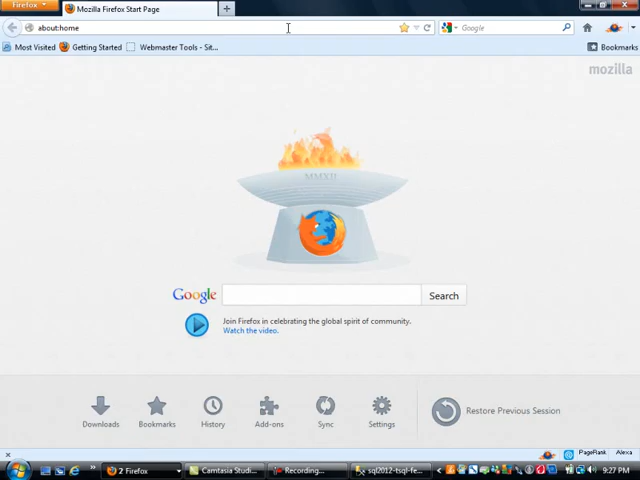 Firefox
Mozilla Firefox Start Page
about:home
Google
Most Visited
Getting Started
Webmaster Tools - Sit...
Bookmarks
mozilla
MMXII
Google
Search
Join Firefox in celebrating the global spirit of community.
Watch the video.
Downloads
Bookmarks
History
Add-ons
Sync
Settings
Restore Previous Session
PageRank
Alexa
2 Firefox
Camtasia Studi...
Recording...
sql2012-tsql-fe...
9:27 PM